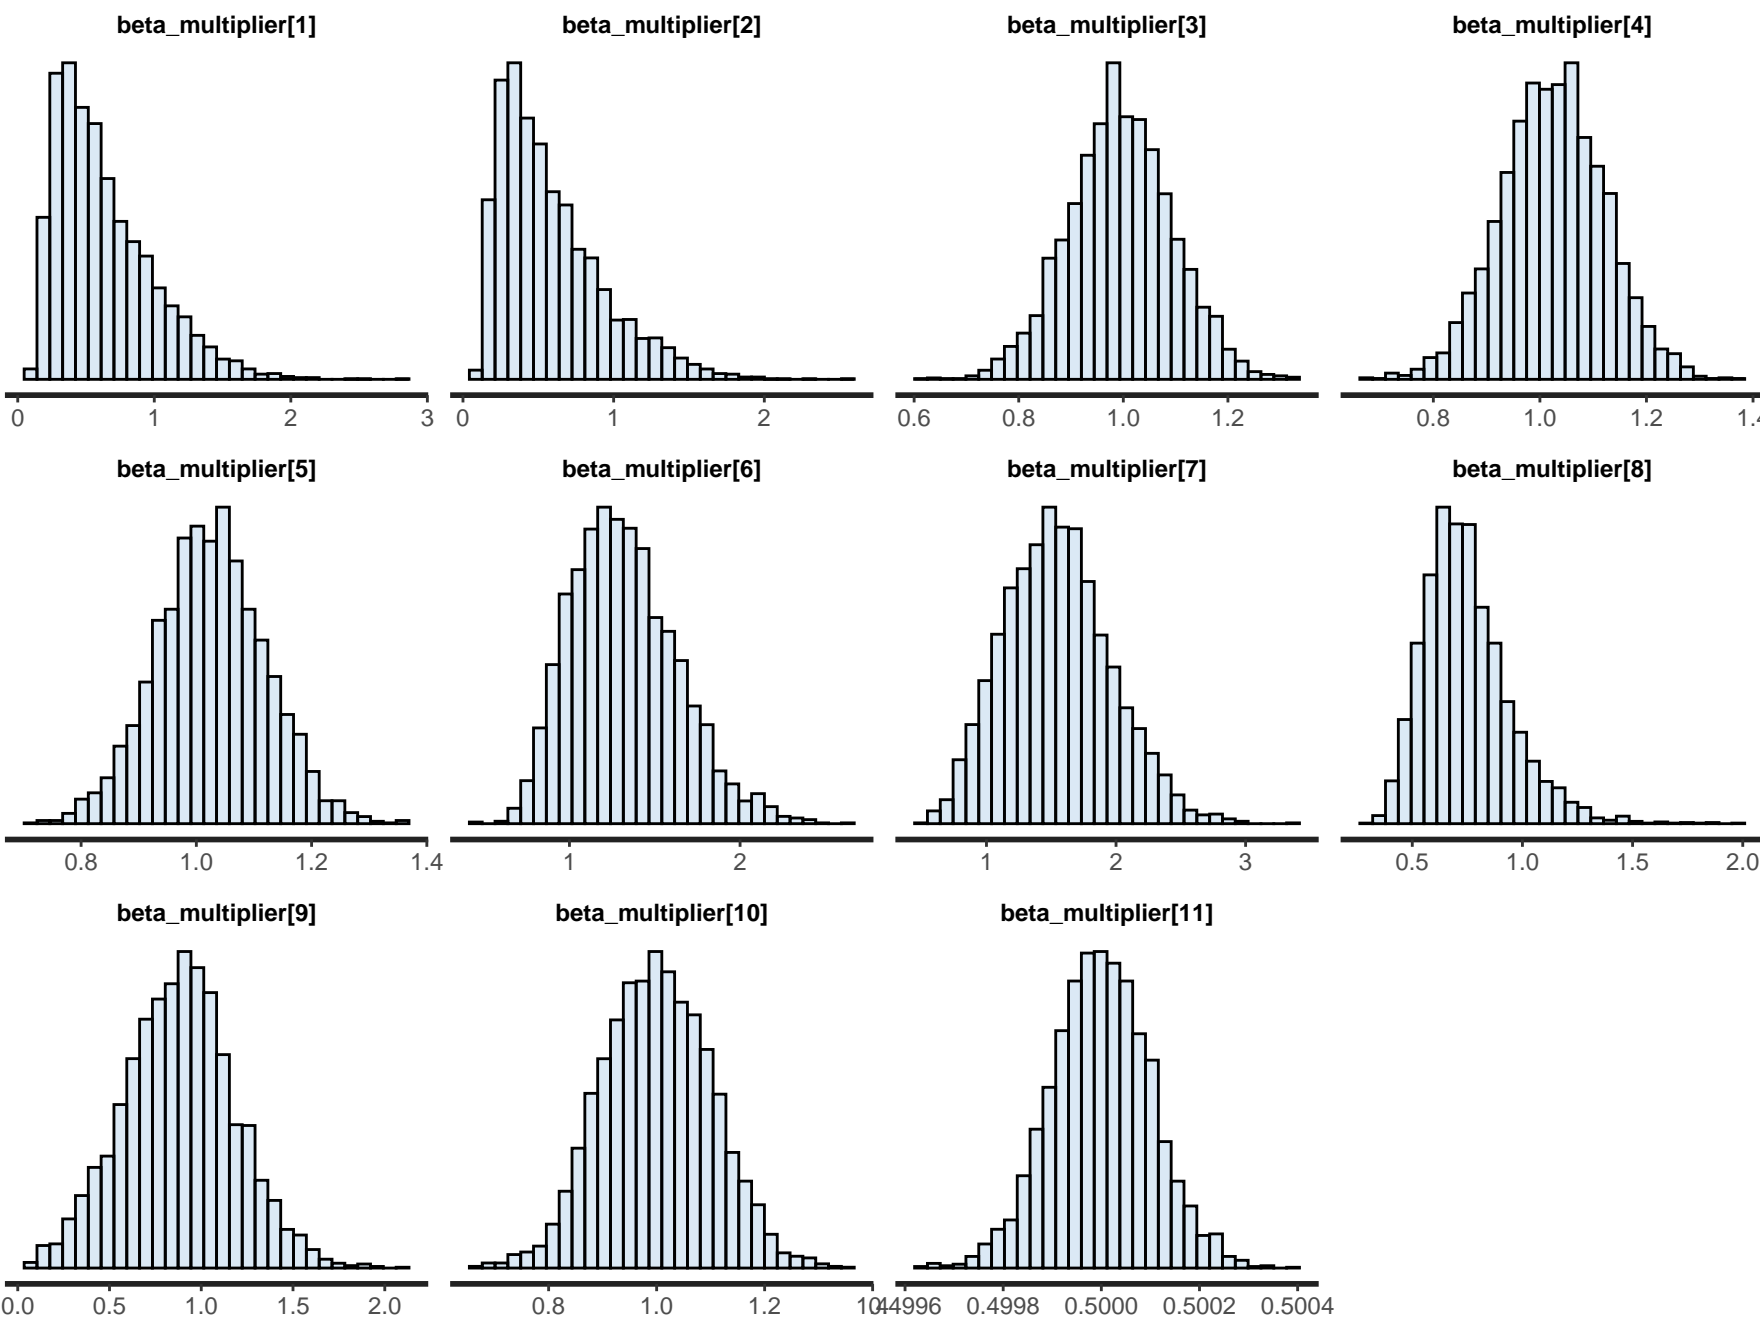 beta_multiplier[1] beta_multiplier[2] beta_multiplier[3] beta_multiplier[4]
0 1 2 3 0 1 2 0.6 0.8 1.0 1.2 0.8 1.0 1.2
beta_multiplier[5] beta_multiplier[6] beta_multiplier[7] beta_multiplier[8]
0.8 1.0 1.2 1.4 1 2 1 2 3 0.5 1.0 1.5 2.0
beta_multiplier[9] beta_multiplier[10] beta_multiplier[11]
0.0 0.5 1.0 1.5 2.0 0.8 1.0 1.2 0.4998 0.5000 0.5002 0.5004